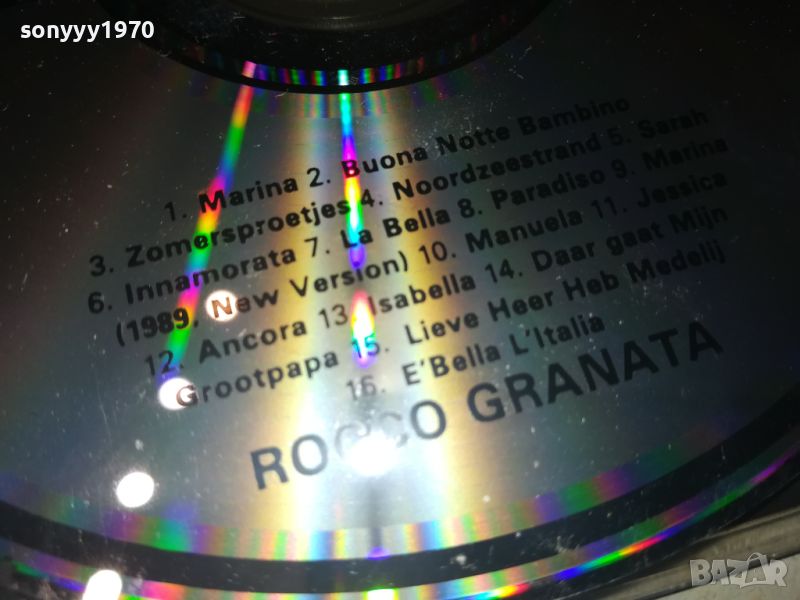 sonyyy1970
1. Marina 2. Buona Notte Bambino
3. Zomersproetjes 4. Noordzeestrand 5. Sarah
6. Innamorata 7. La Bella 8. Paradiso 9. Marina
(1989. New Version) 10. Manuela 11. Jessica
12. Ancora 13. Isabella 14. Daar gaat Mijn
Grootpapa 15. Lieve Heer Heb Medelij
16. E'Bella L'Italia
ROCCO GRANATA
BAZAR